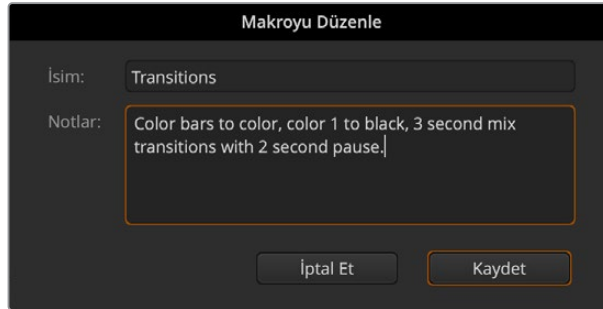 Makroyu Düzenle
İsim: Transitions
Notlar: Color bars to color, color 1 to black, 3 second mix
transitions with 2 second pause.
İptal Et Kaydet